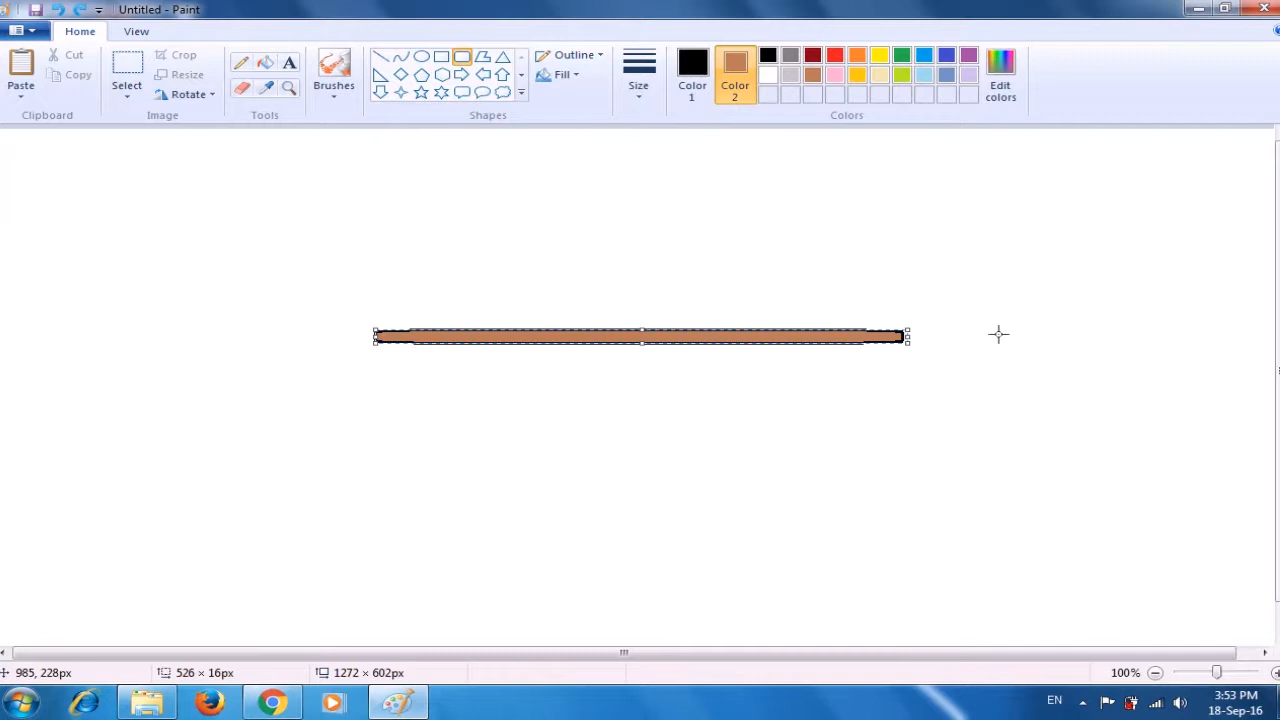 Untitled - Paint
Home View
Paste
Cut
Copy
Clipboard
Select
Crop
Resize
Rotate
Image
Tools
Brushes
Outline
Fill
Shapes
Size
Color 1
Color 2
Edit colors
Colors
985, 228px
526 × 16px
1272 × 602px
100%
EN
3:53 PM
18-Sep-16